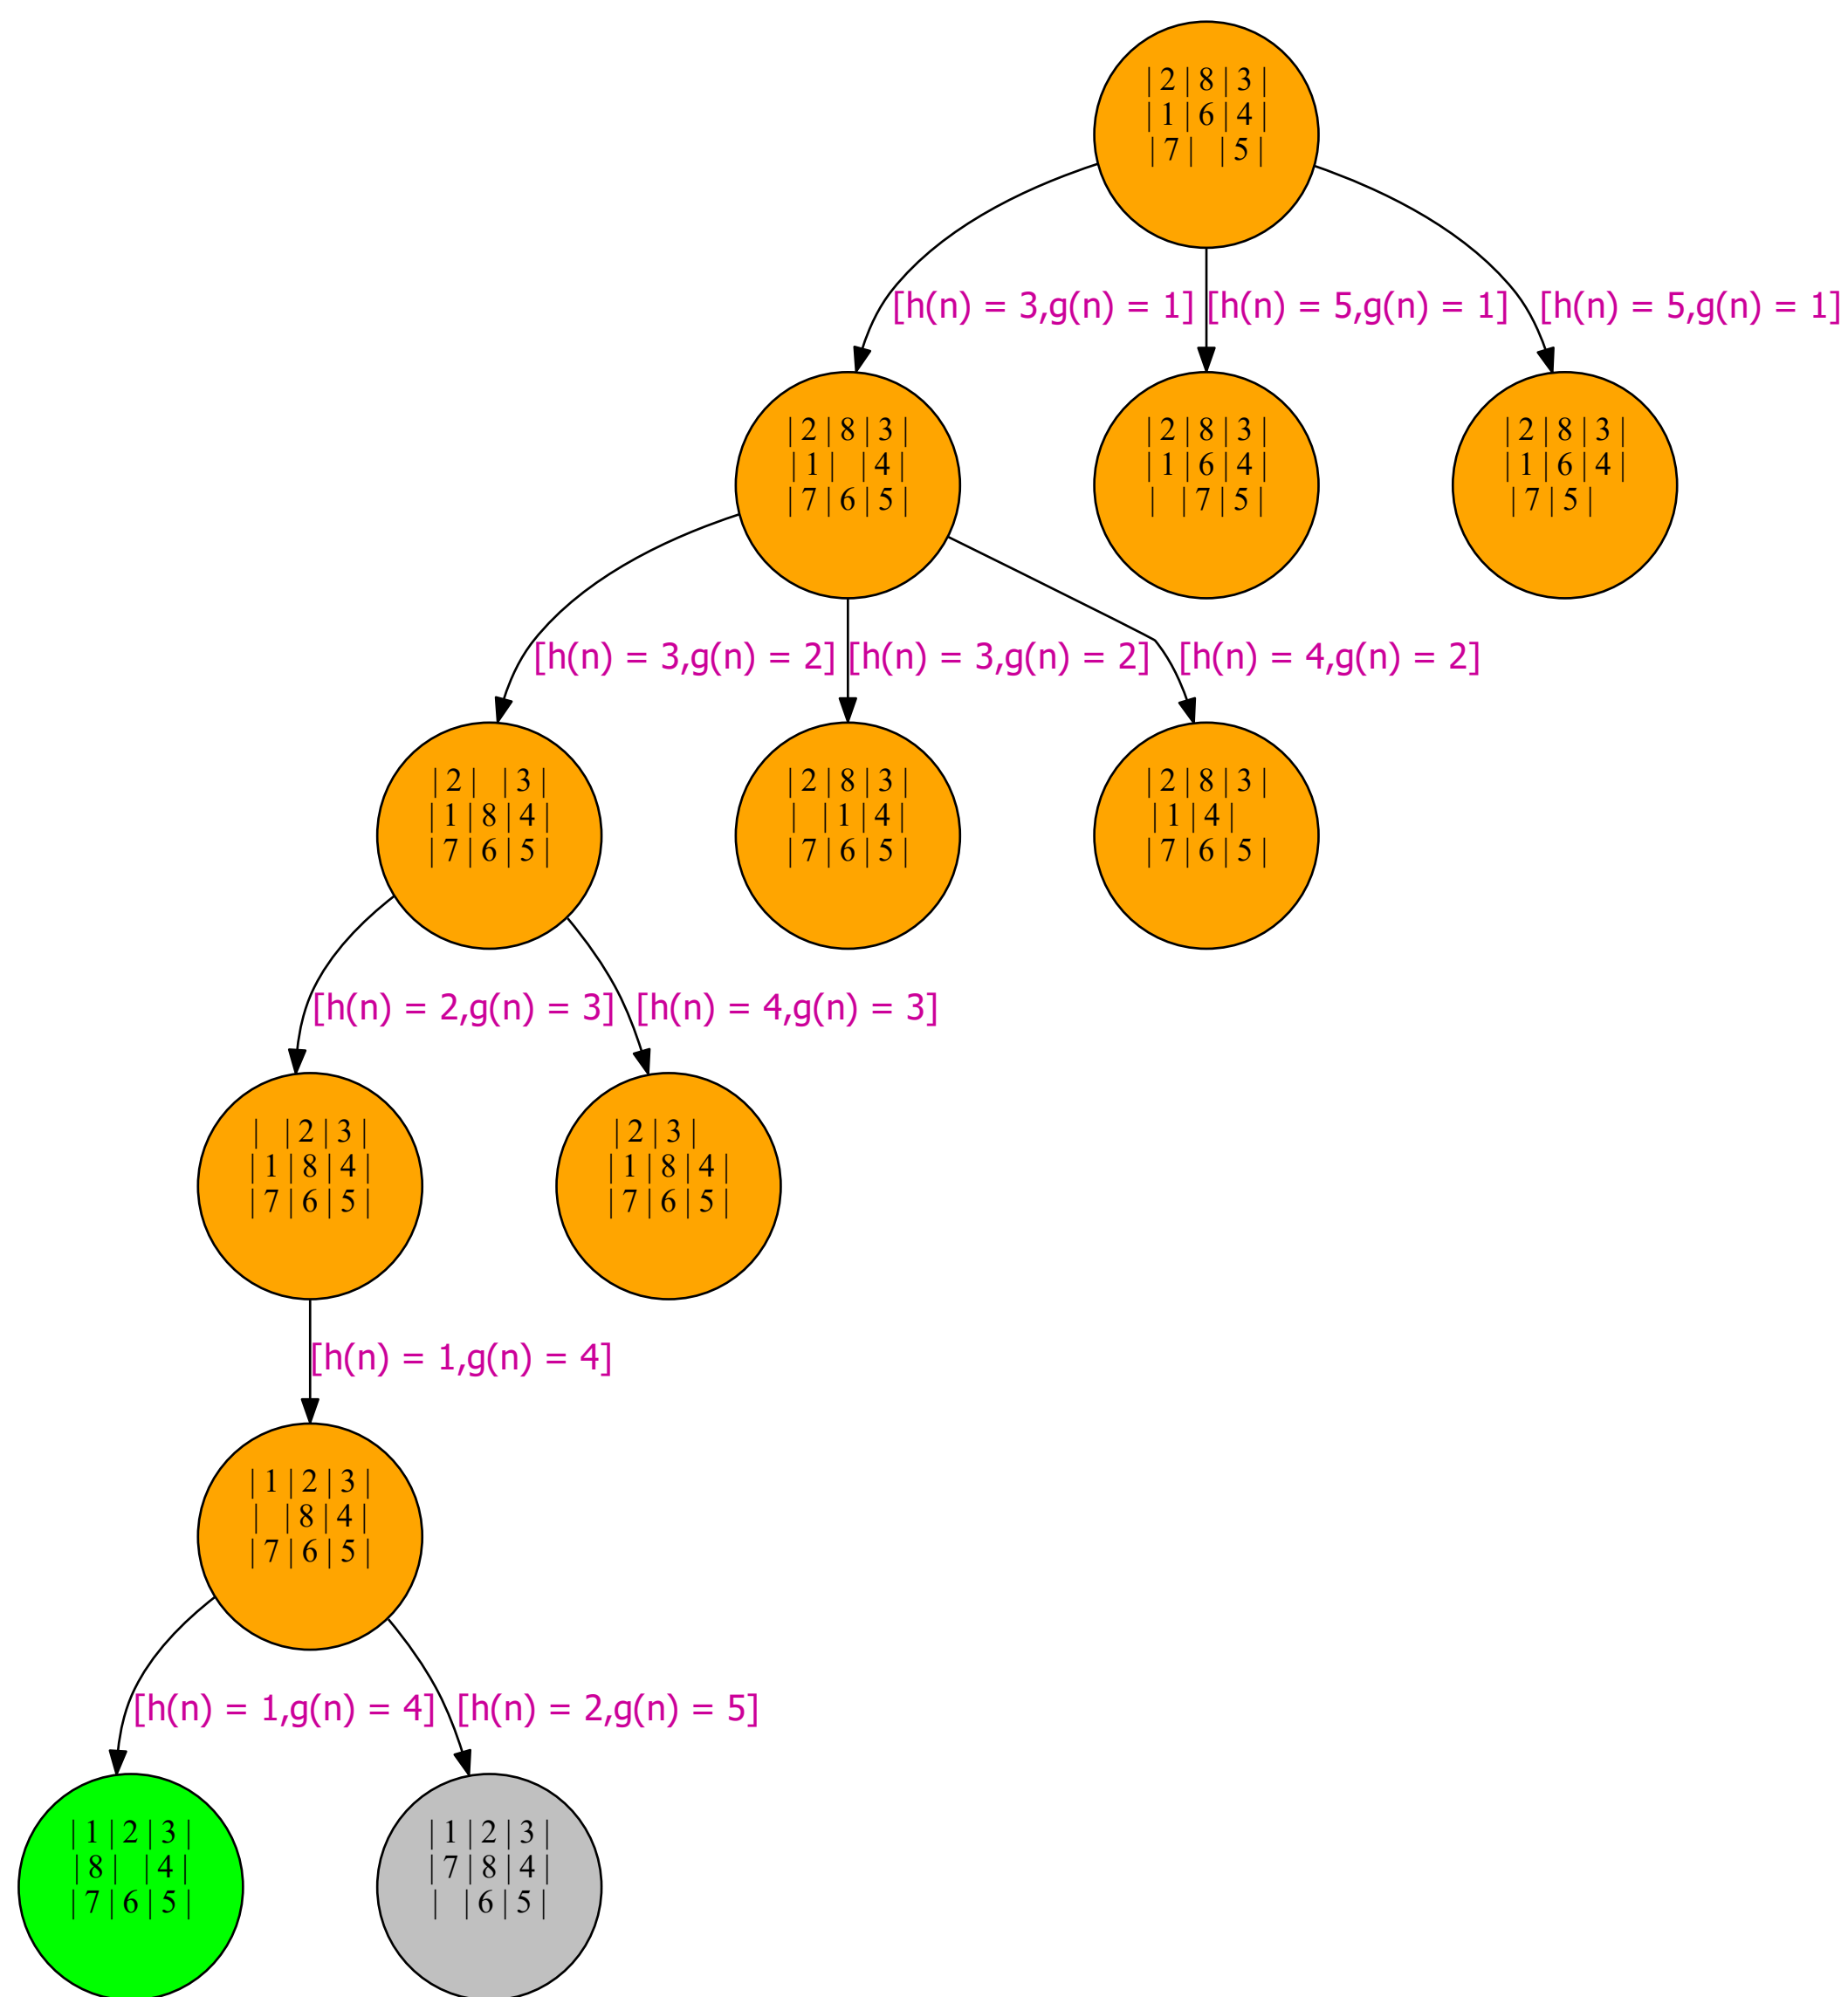 | 2 | 8 | 3 |
| 1 | 6 | 4 |
| 7 |   | 5 |
[h(n) = 3,g(n) = 1]
[h(n) = 5,g(n) = 1]
[h(n) = 5,g(n) = 1]
| 2 | 8 | 3 |
| 1 |   | 4 |
| 7 | 6 | 5 |
| 2 | 8 | 3 |
| 1 | 6 | 4 |
|   | 7 | 5 |
| 2 | 8 | 3 |
| 1 | 6 | 4 |
| 7 | 5 |
[h(n) = 3,g(n) = 2]
[h(n) = 3,g(n) = 2]
[h(n) = 4,g(n) = 2]
| 2 |   | 3 |
| 1 | 8 | 4 |
| 7 | 6 | 5 |
| 2 | 8 | 3 |
|   | 1 | 4 |
| 7 | 6 | 5 |
| 2 | 8 | 3 |
| 1 | 4 |
| 7 | 6 | 5 |
[h(n) = 2,g(n) = 3]
[h(n) = 4,g(n) = 3]
|   | 2 | 3 |
| 1 | 8 | 4 |
| 7 | 6 | 5 |
| 2 | 3 |
| 1 | 8 | 4 |
| 7 | 6 | 5 |
[h(n) = 1,g(n) = 4]
| 1 | 2 | 3 |
|   | 8 | 4 |
| 7 | 6 | 5 |
[h(n) = 1,g(n) = 4]
[h(n) = 2,g(n) = 5]
| 1 | 2 | 3 |
| 8 |   | 4 |
| 7 | 6 | 5 |
| 1 | 2 | 3 |
| 7 | 8 | 4 |
|   | 6 | 5 |